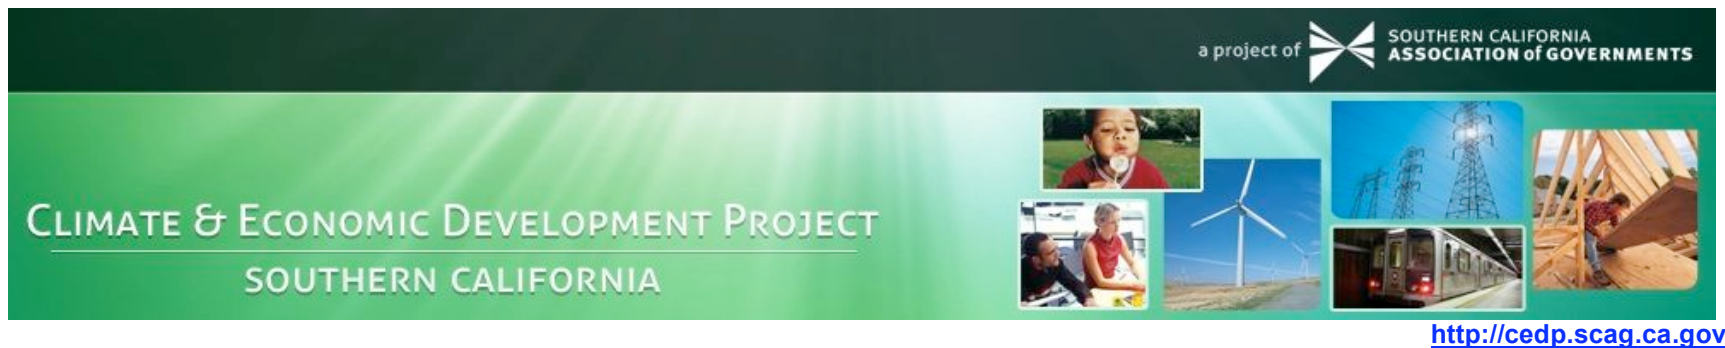 a project of
SOUTHERN CALIFORNIA
ASSOCIATION of GOVERNMENTS
CLIMATE & ECONOMIC DEVELOPMENT PROJECT
SOUTHERN CALIFORNIA
http://cedp.scag.ca.gov